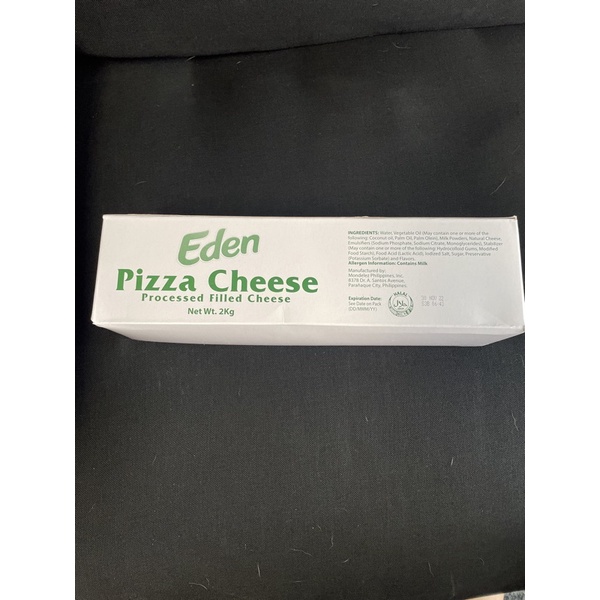 Eden
Pizza Cheese
Processed Filled Cheese
Net Wt. 2Kg
INGREDIENTS: Water, Vegetable Oil (May contain one or more of the
following: Coconut oil, Palm Oil, Palm Olein), Milk Powders, Natural Cheese,
Emulsifiers (Sodium Phosphate, Sodium Citrate, Monoglycerides), Stabilizer
(May contain one or more of the following: Hydrocolloid Gums, Modified
Food Starch), Food Acid (Lactic Acid), Iodized Salt, Sugar, Preservative
(Potassium Sorbate) and Flavors.
Allergen Information: Contains Milk.
Manufactured by:
Mondelez Philippines, Inc.
8378 Dr. A. Santos Avenue,
Parañaque City, Philippines
Expiration Date:
See Date on Pack
(DD/MMM/YY)
HALAL
NOV 22